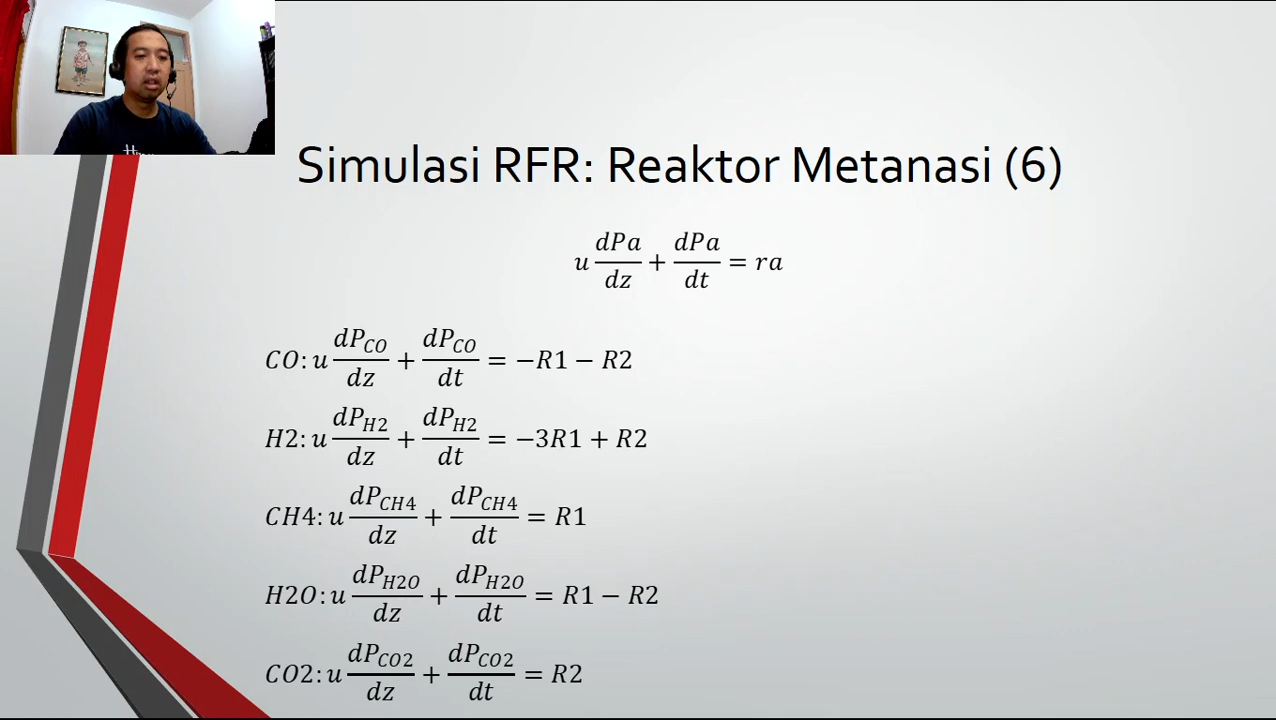 Simulasi RFR: Reaktor Metanasi (6)
u dPa/dz + dPa/dt = ra
CO: u dP_CO/dz + dP_CO/dt = −R1 − R2
H2: u dP_H2/dz + dP_H2/dt = −3R1 + R2
CH4: u dP_CH4/dz + dP_CH4/dt = R1
H2O: u dP_H2O/dz + dP_H2O/dt = R1 − R2
CO2: u dP_CO2/dz + dP_CO2/dt = R2